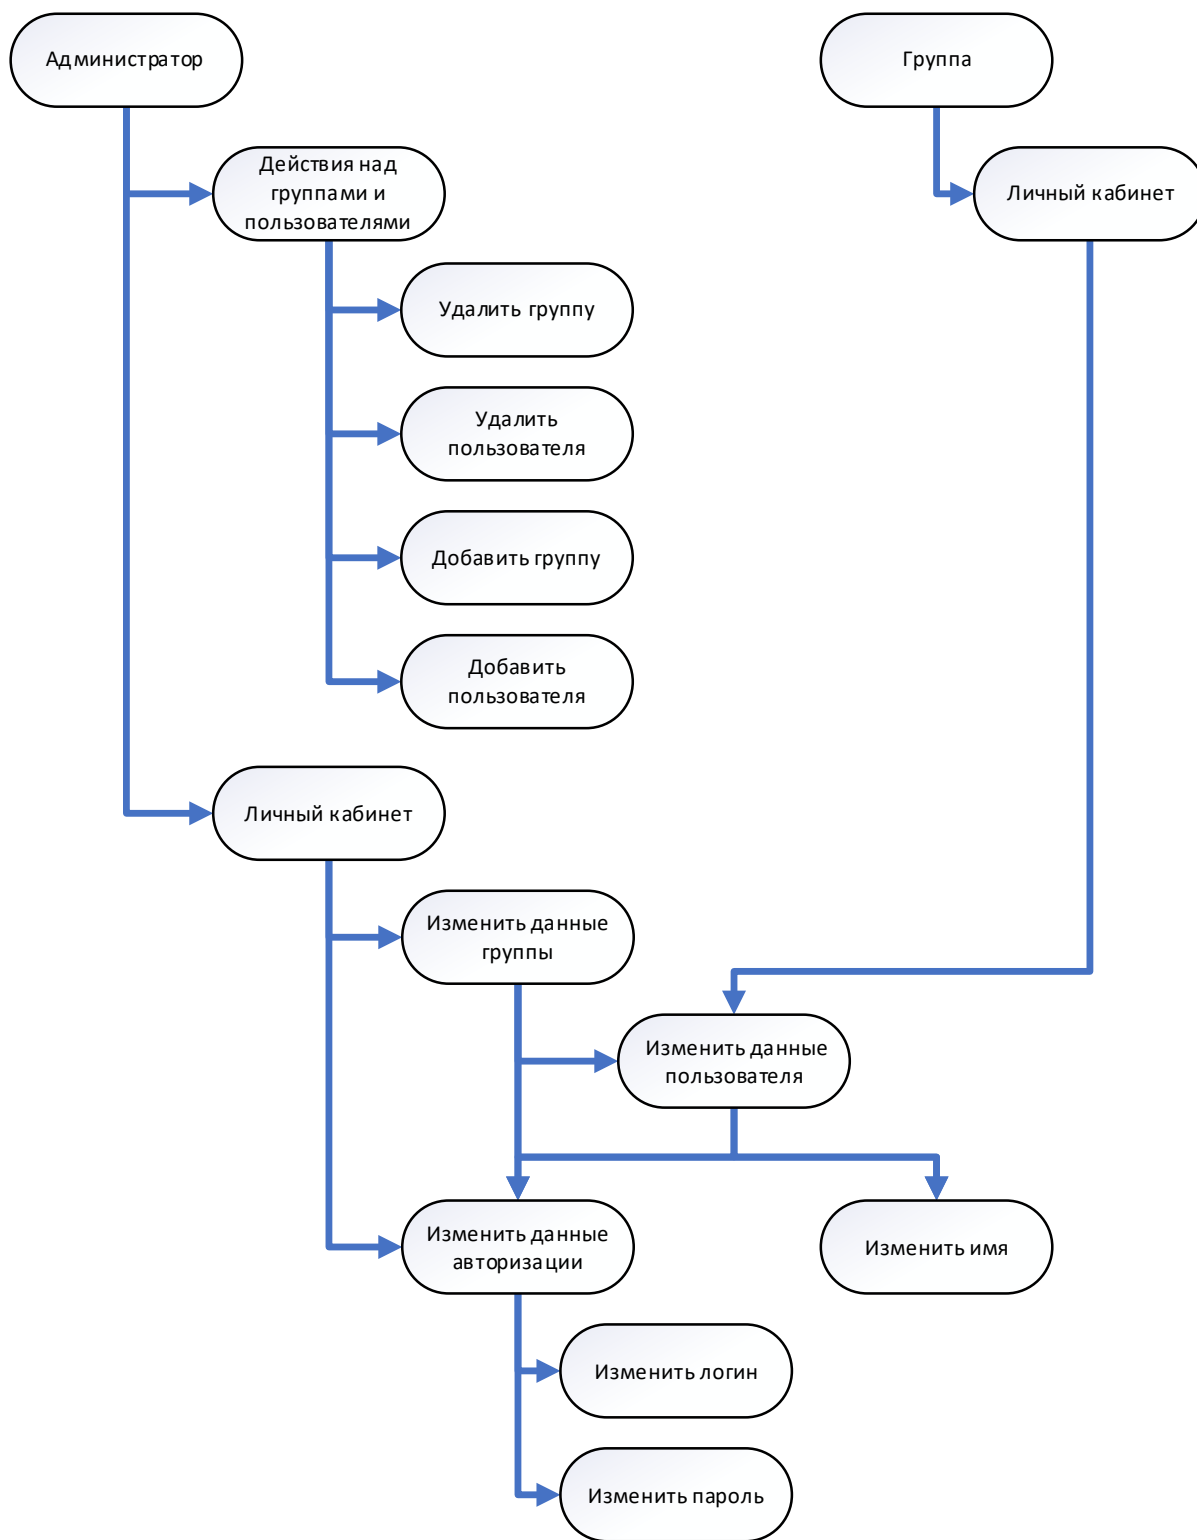 Администратор
Группа
Действия над
группами и
пользователями
Личный кабинет
Удалить группу
Удалить
пользователя
Добавить группу
Добавить
пользователя
Личный кабинет
Изменить данные
группы
Изменить данные
пользователя
Изменить данные
авторизации
Изменить имя
Изменить логин
Изменить пароль